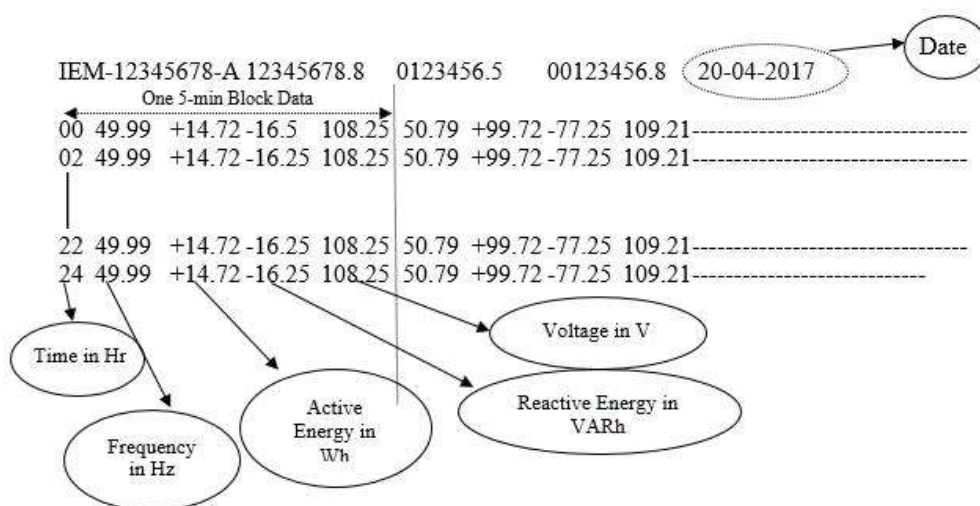 Date
IEM-12345678-A 12345678.8 0123456.5 00123456.8 20-04-2017
One 5-min Block Data
00 49.99 +14.72 -16.5 108.25 50.79 +99.72 -77.25 109.21------------------------------
02 49.99 +14.72 -16.25 108.25 50.79 +99.72 -77.25 109.21------------------------------
22 49.99 +14.72 -16.25 108.25 50.79 +99.72 -77.25 109.21------------------------------
24 49.99 +14.72 -16.25 108.25 50.79 +99.72 -77.25 109.21--------------------------
Voltage in V
Time in Hr
Reactive Energy in
VARh
Active
Energy in
Wh
Frequency
in Hz